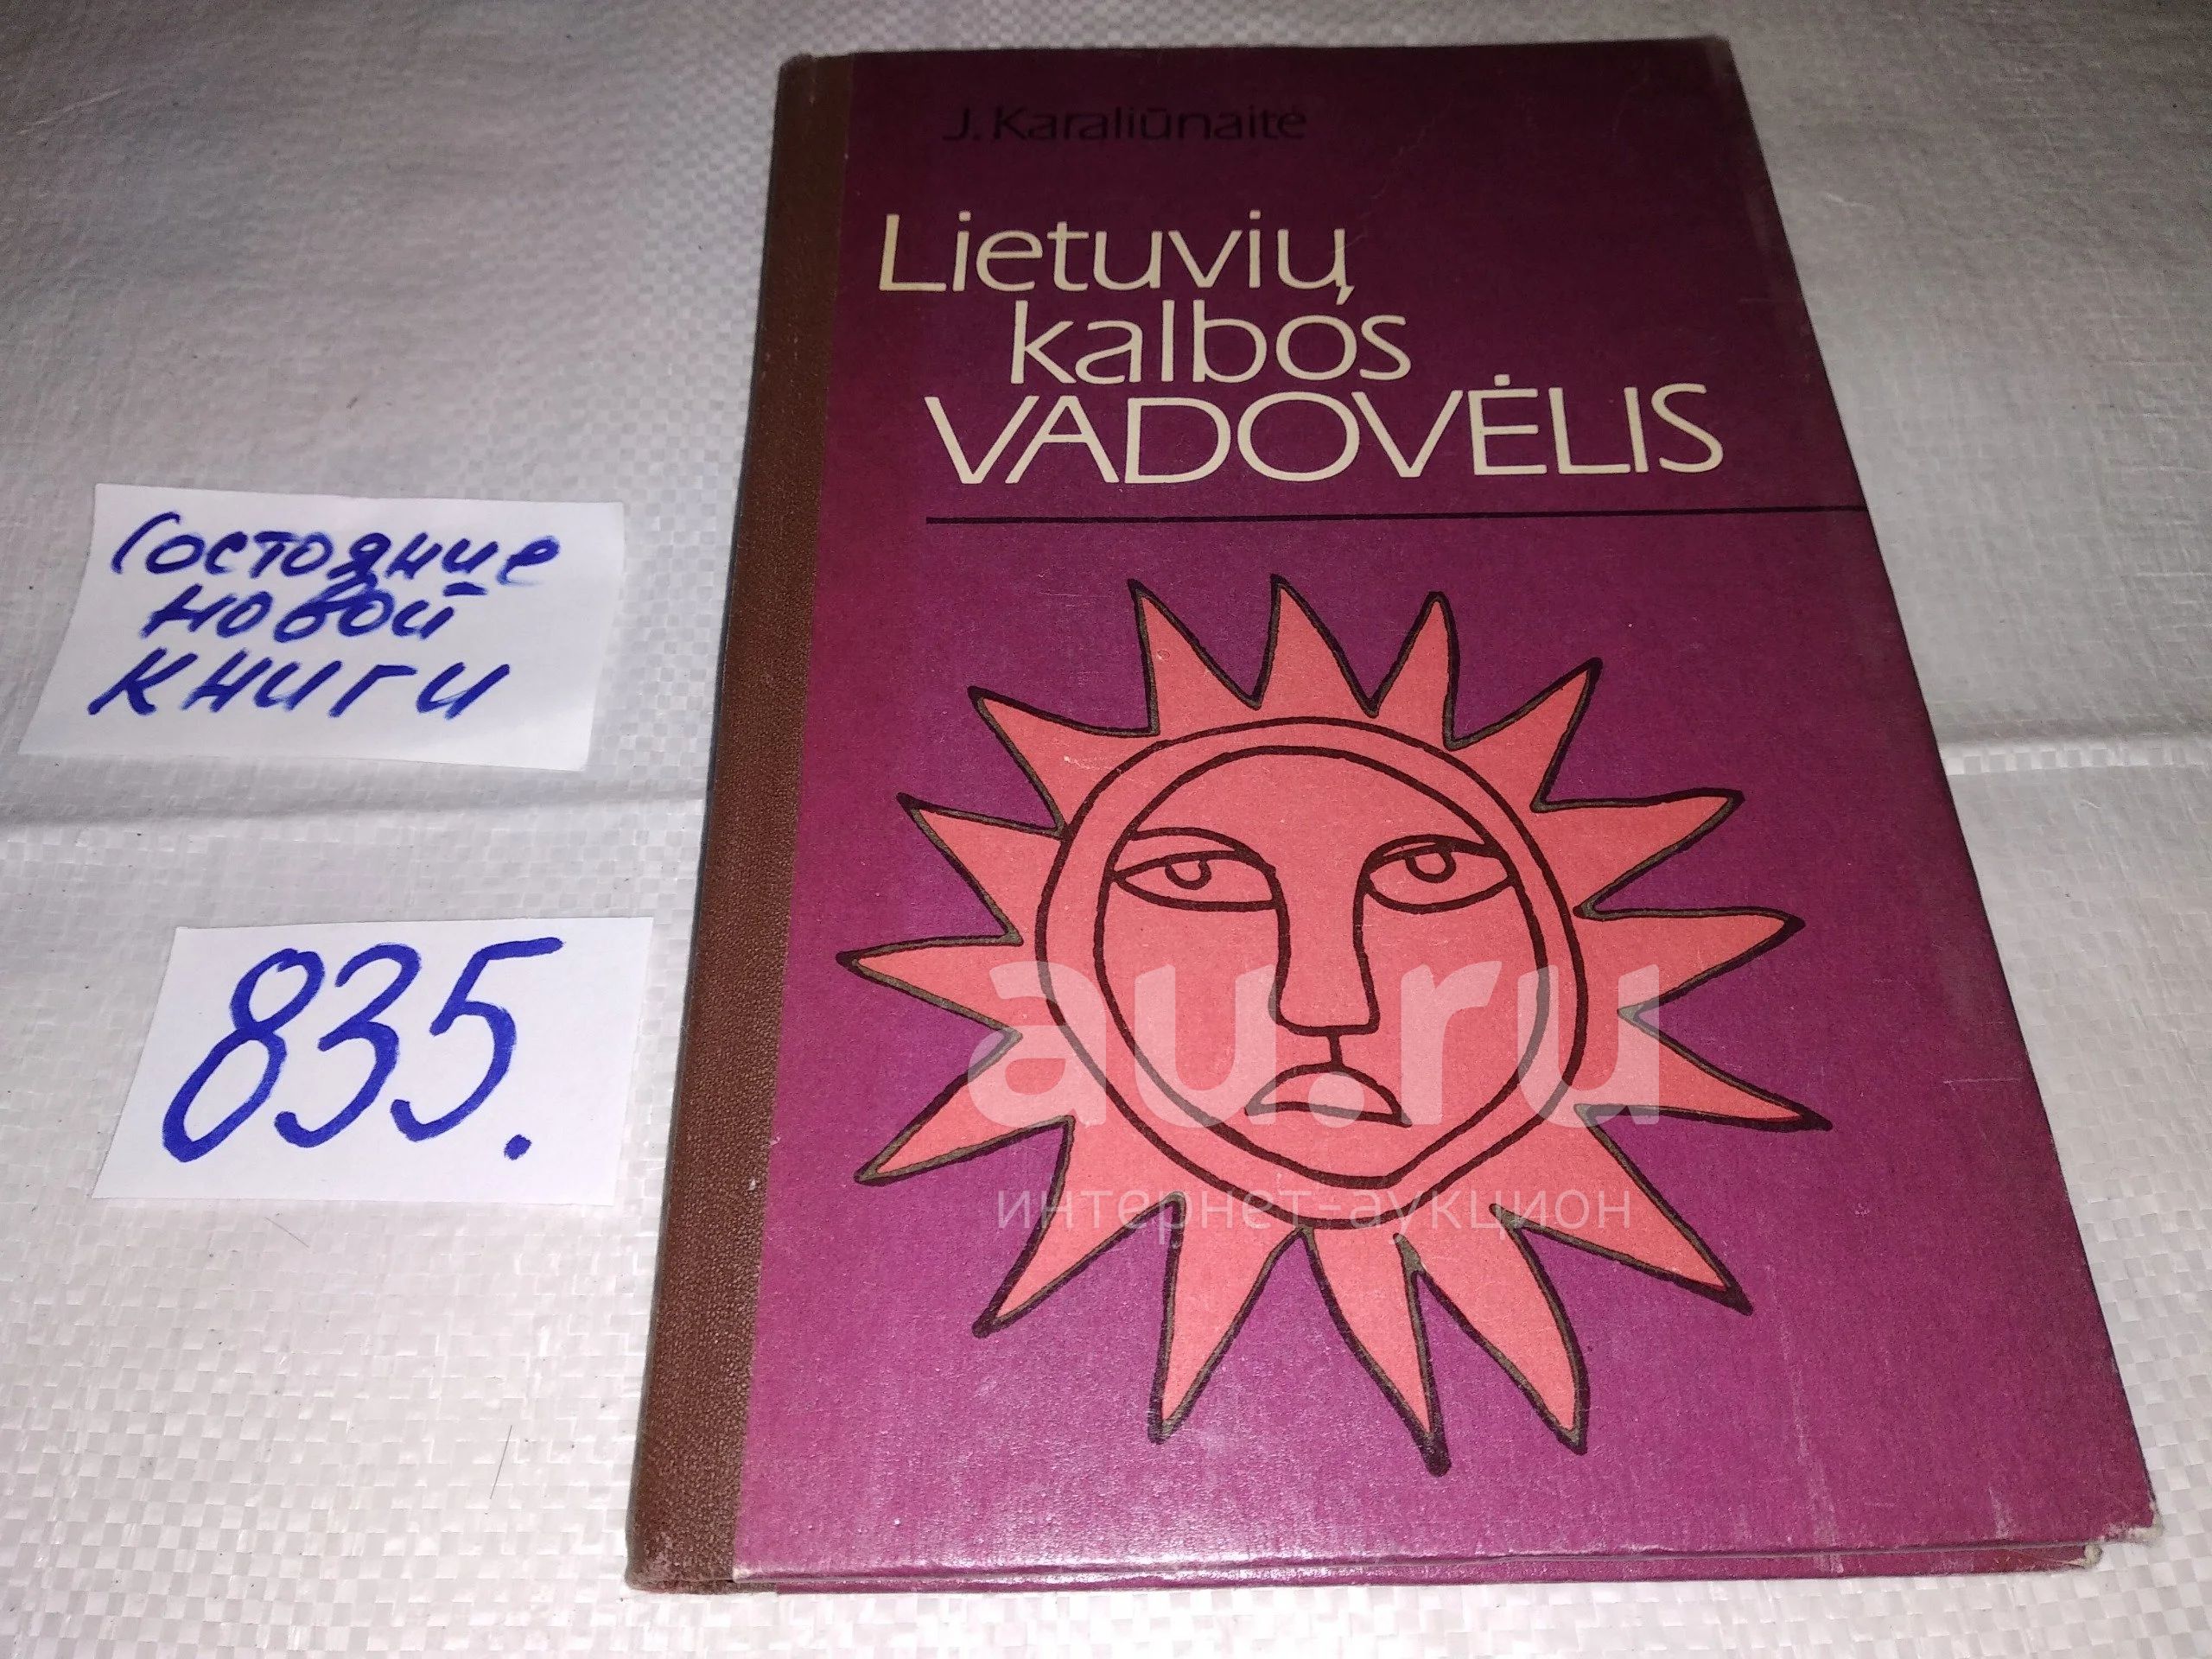 J. Karaliūnaitė
Lietuvių
kalbos
VADOVĖLIS
Состояние
новой
книги
835.
au.ru
интернет-аукцион